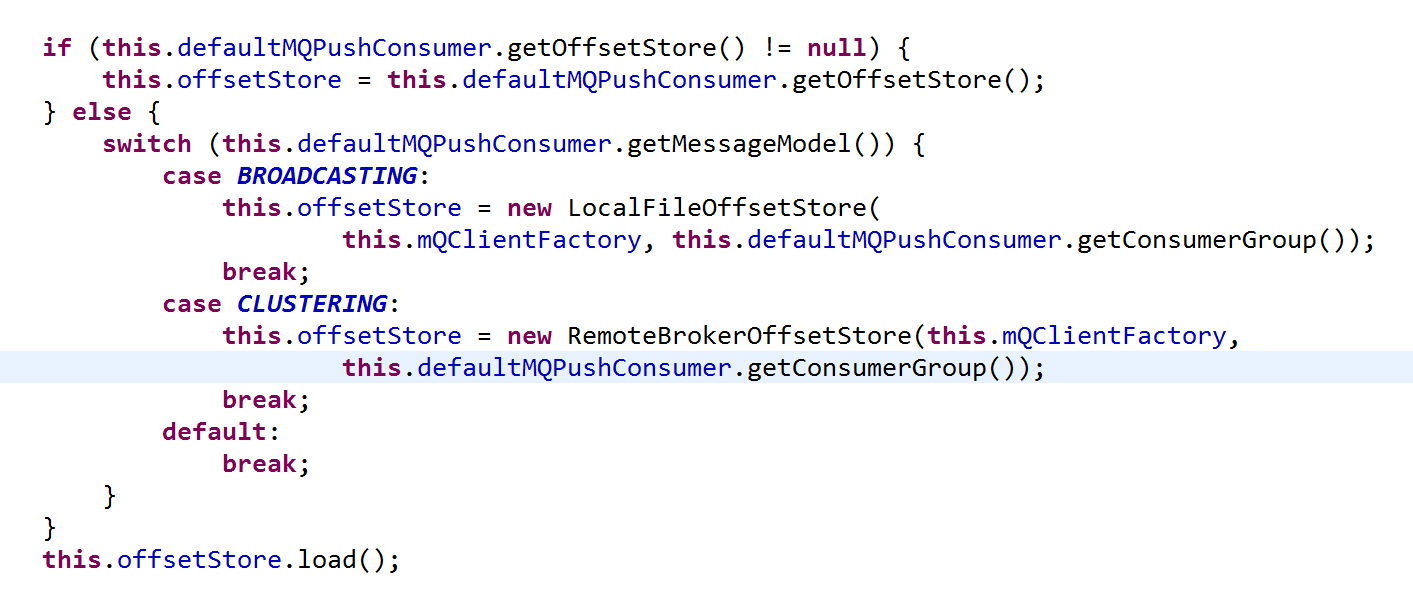 if (this.defaultMQPushConsumer.getOffsetStore() != null) {
    this.offsetStore = this.defaultMQPushConsumer.getOffsetStore();
} else {
    switch (this.defaultMQPushConsumer.getMessageModel()) {
        case BROADCASTING:
            this.offsetStore = new LocalFileOffsetStore(
                    this.mQClientFactory, this.defaultMQPushConsumer.getConsumerGroup());
            break;
        case CLUSTERING:
            this.offsetStore = new RemoteBrokerOffsetStore(this.mQClientFactory,
                    this.defaultMQPushConsumer.getConsumerGroup());
            break;
        default:
            break;
    }
}
this.offsetStore.load();